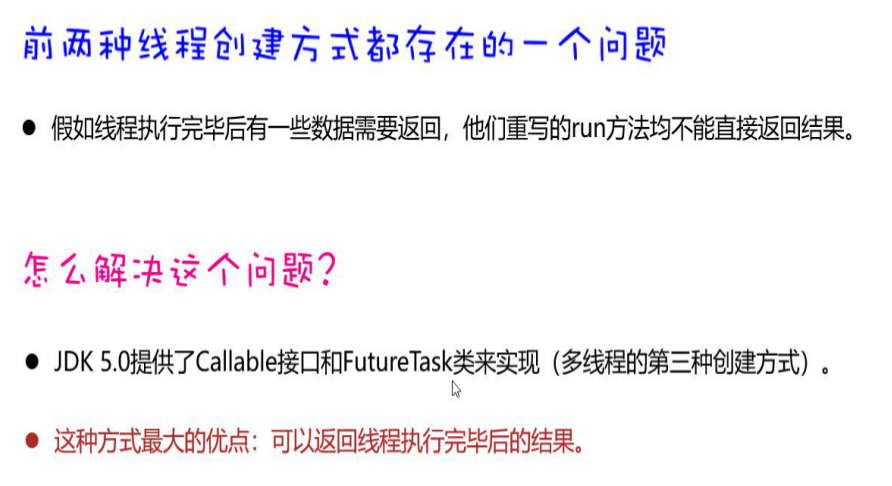 前两种线程创建方式都存在的一个问题
● 假如线程执行完毕后有一些数据需要返回，他们重写的run方法均不能直接返回结果。
怎么解决这个问题?
● JDK 5.0提供了Callable接口和FutureTask类来实现（多线程的第三种创建方式）。
● 这种方式最大的优点：可以返回线程执行完毕后的结果。